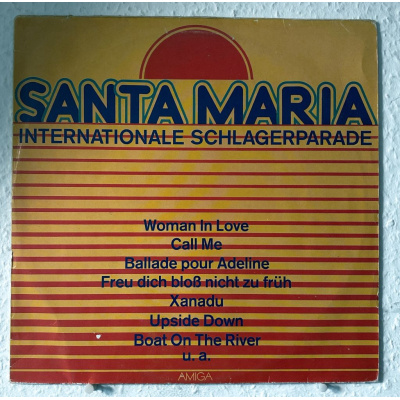 SANTA MARIA
INTERNATIONALE SCHLAGERPARADE
Woman In Love
Call Me
Ballade pour Adeline
Freu dich bloß nicht zu früh
Xanadu
Upside Down
Boat On The River
u. a.
AMIGA